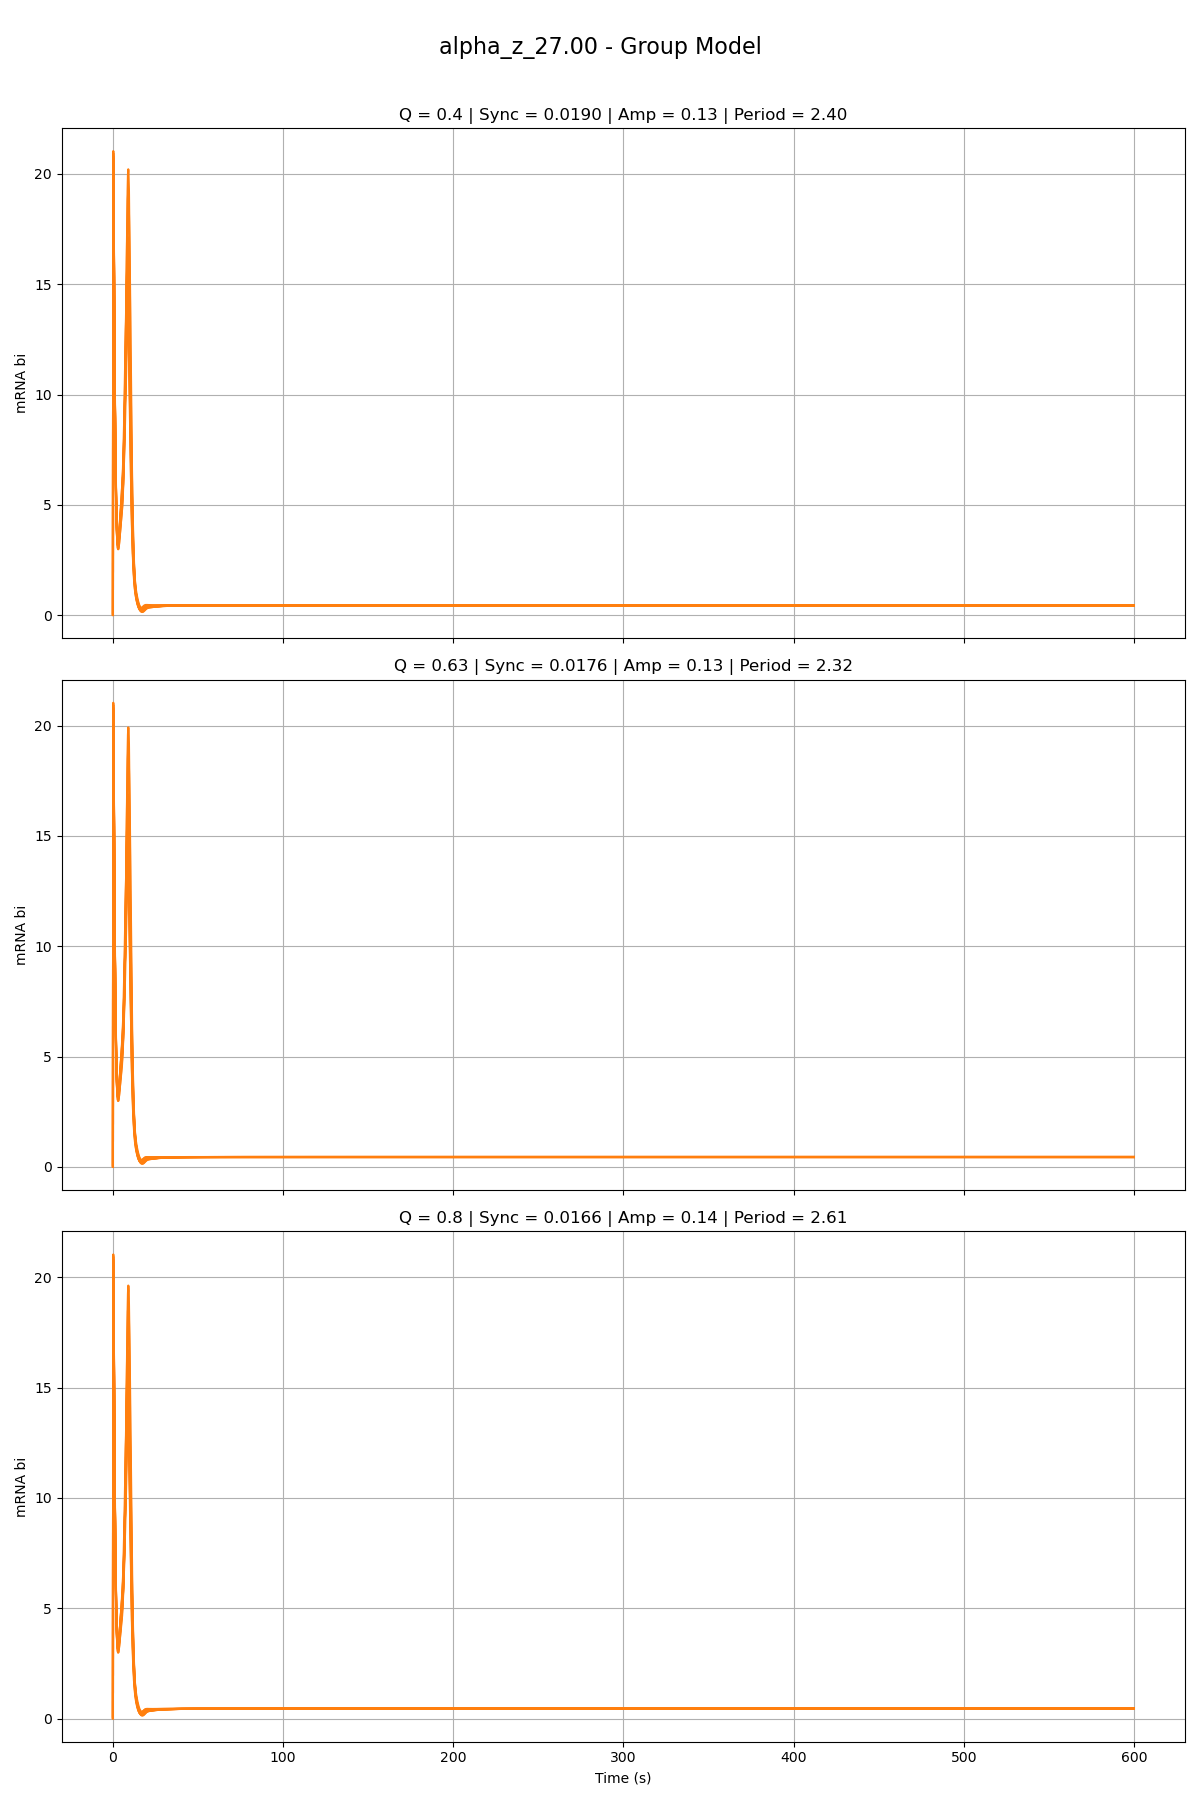 alpha_z_27.00 - Group Model
Q = 0.4 | Sync = 0.0190 | Amp = 0.13 | Period = 2.40
20
15
10
5
0
mRNA bi
Q = 0.63 | Sync = 0.0176 | Amp = 0.13 | Period = 2.32
20
15
10
5
0
mRNA bi
Q = 0.8 | Sync = 0.0166 | Amp = 0.14 | Period = 2.61
20
15
10
5
0
mRNA bi
0 100 200 300 400 500 600
Time (s)